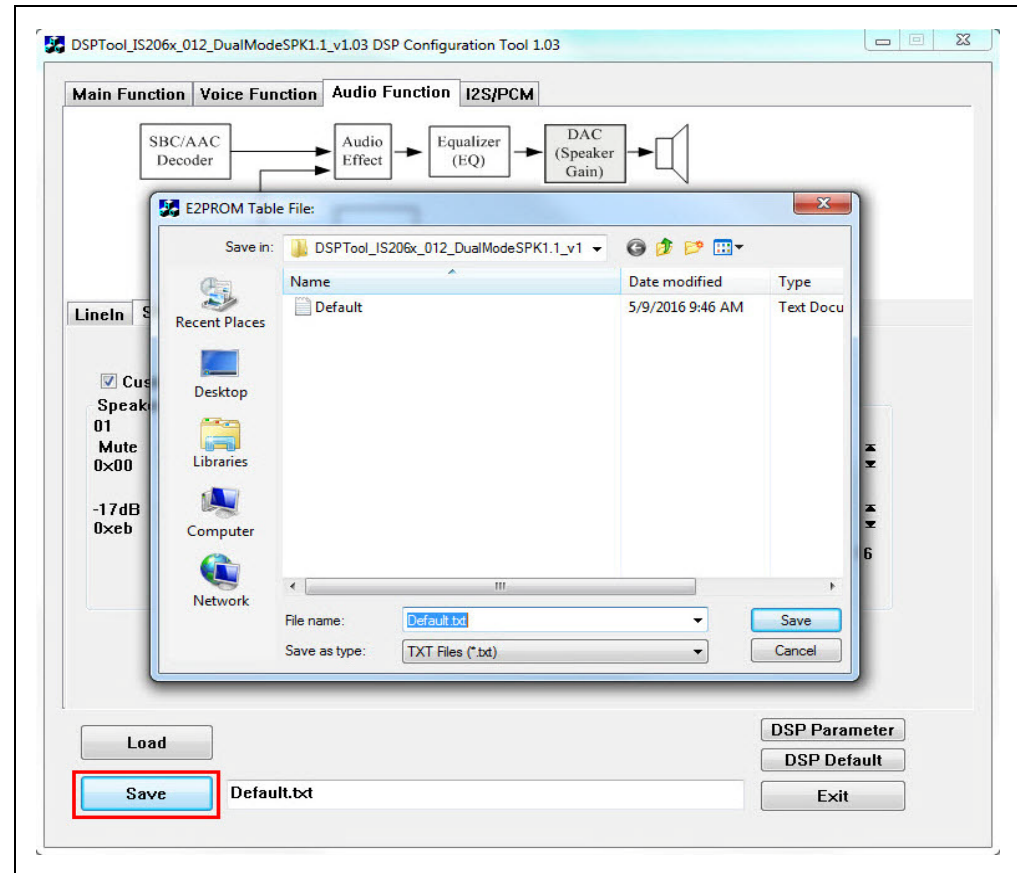 DSPTool_IS206x_012_DualModeSPK1.1_v1.03 DSP Configuration Tool 1.03
Main Function Voice Function Audio Function I2S/PCM
SBC/AAC
Decoder
Audio
Effect
Equalizer
(EQ)
DAC
(Speaker
Gain)
E2PROM Table File:
Save in: DSPTool_IS206x_012_DualModeSPK1.1_v1
Name Date modified Type
Default 5/9/2016 9:46 AM Text Docu
Recent Places
Desktop
Libraries
Computer
Network
File name: Default.txt Save
Save as type: TXT Files (*.txt) Cancel
LineIn S
Cus
Speak
01
Mute
0x00
-17dB
0xeb
6
Load
Save Default.txt
DSP Parameter
DSP Default
Exit